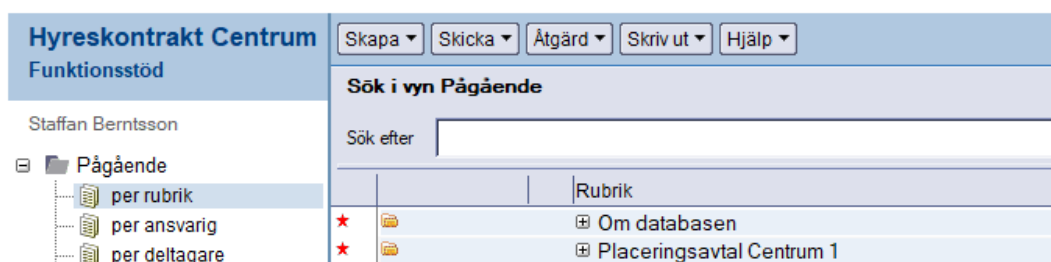 Hyreskontrakt Centrum
Funktionsstöd
Staffan Berntsson
Pågående
per rubrik
per ansvarig
per deltagare
Skapa Skicka Åtgärd Skriv ut Hjälp
Sök i vyn Pågående
Sök efter
Rubrik
Om databasen
Placeringsavtal Centrum 1